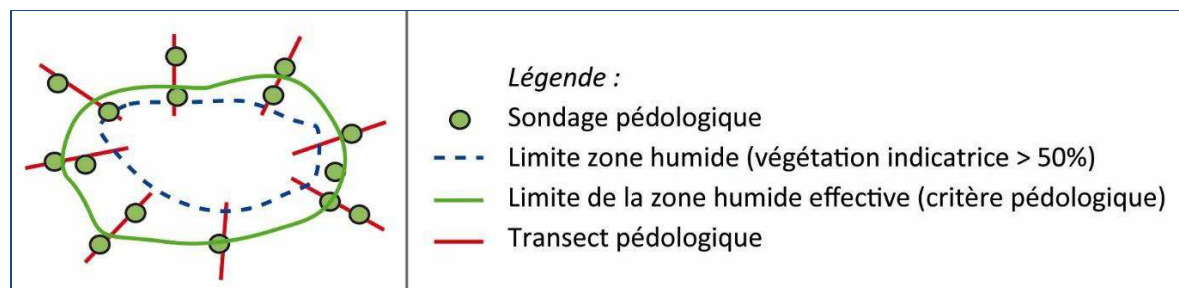 Légende :
Sondage pédologique
Limite zone humide (végétation indicatrice > 50%)
Limite de la zone humide effective (critère pédologique)
Transect pédologique